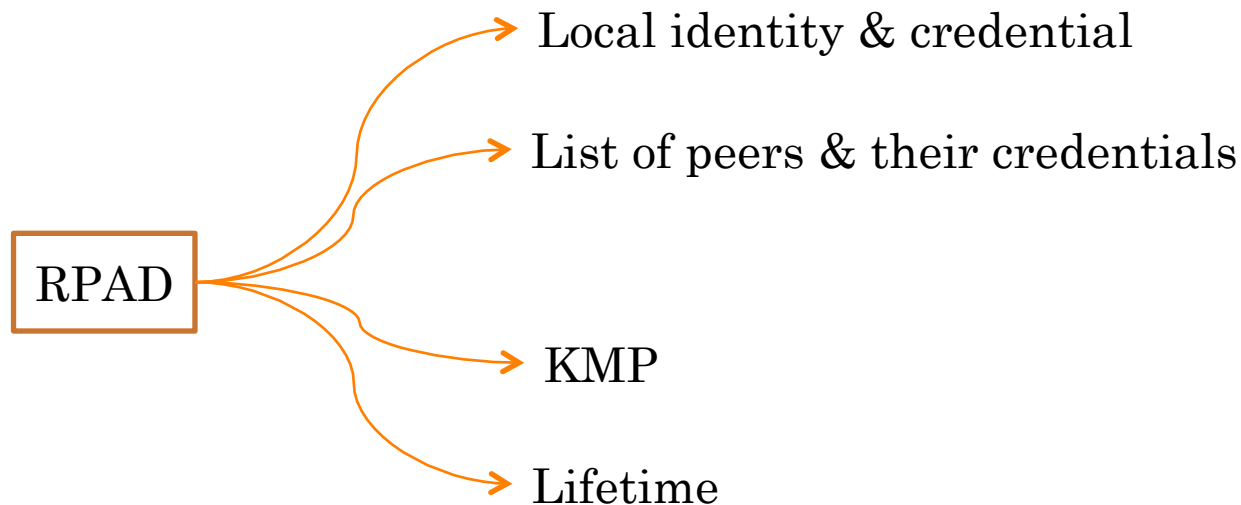 Local identity & credential
List of peers & their credentials
RPAD
KMP
Lifetime